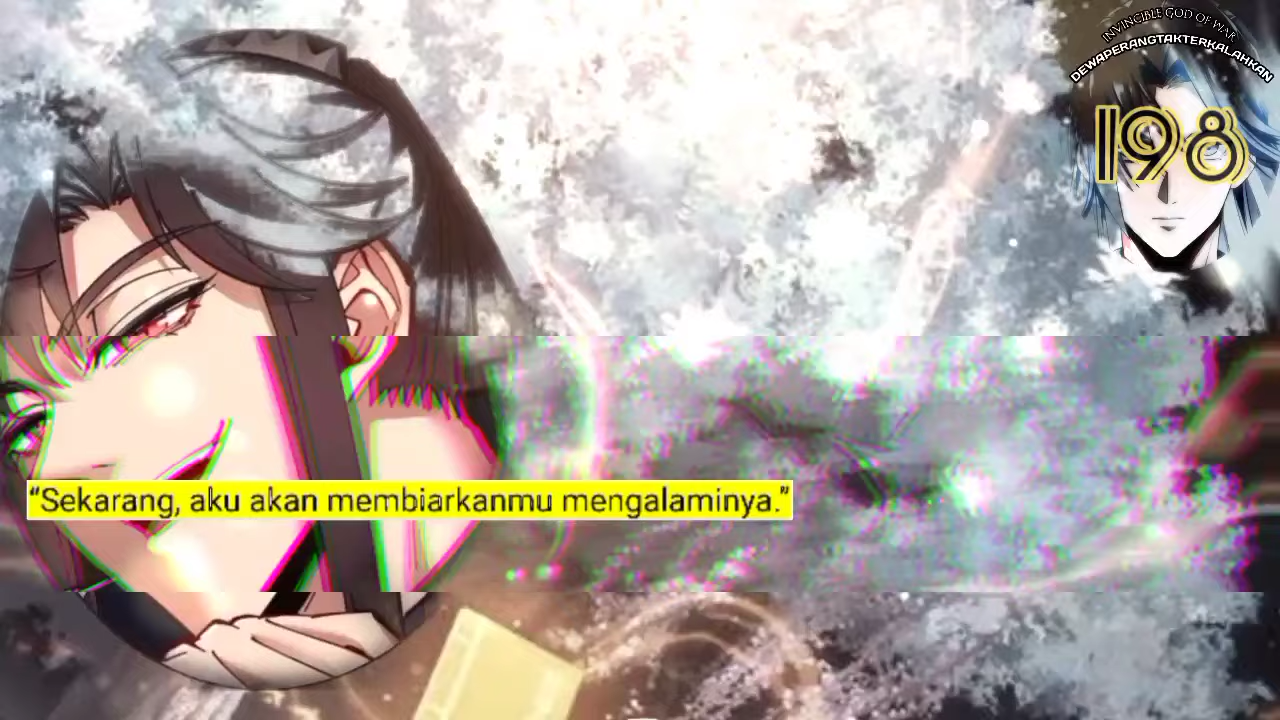 INVINCIBLE GOD OF WAR
DEWAPERANGTAKTERKALAHKAN
198
“Sekarang, aku akan membiarkanmu mengalaminya.”